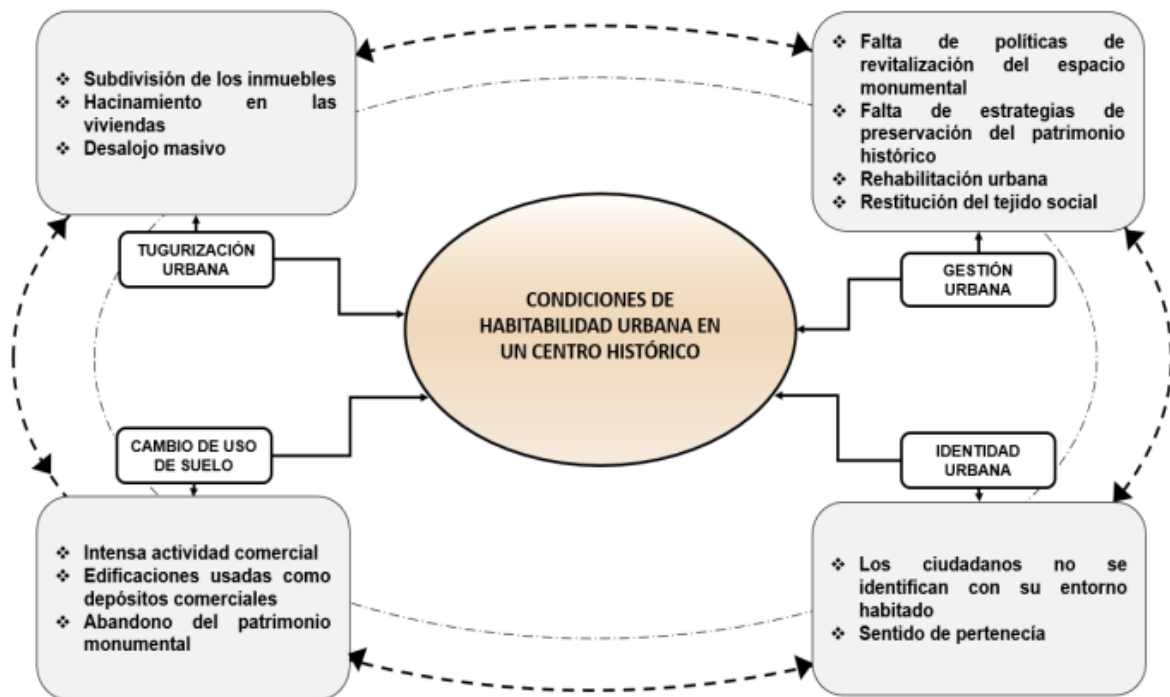 ❖ Subdivisión de los inmuebles
❖ Hacinamiento en las
viviendas
❖ Desalojo masivo
❖ Falta de políticas de
revitalización del espacio
monumental
❖ Falta de estrategias de
preservación del patrimonio
histórico
❖ Rehabilitación urbana
❖ Restitución del tejido social
TUGURIZACIÓN
URBANA
GESTIÓN
URBANA
CONDICIONES DE
HABITABILIDAD URBANA EN
UN CENTRO HISTÓRICO
CAMBIO DE USO
DE SUELO
IDENTIDAD
URBANA
❖ Intensa actividad comercial
❖ Edificaciones usadas como
depósitos comerciales
❖ Abandono del patrimonio
monumental
❖ Los ciudadanos no se
identifican con su entorno
habitado
❖ Sentido de pertenecía